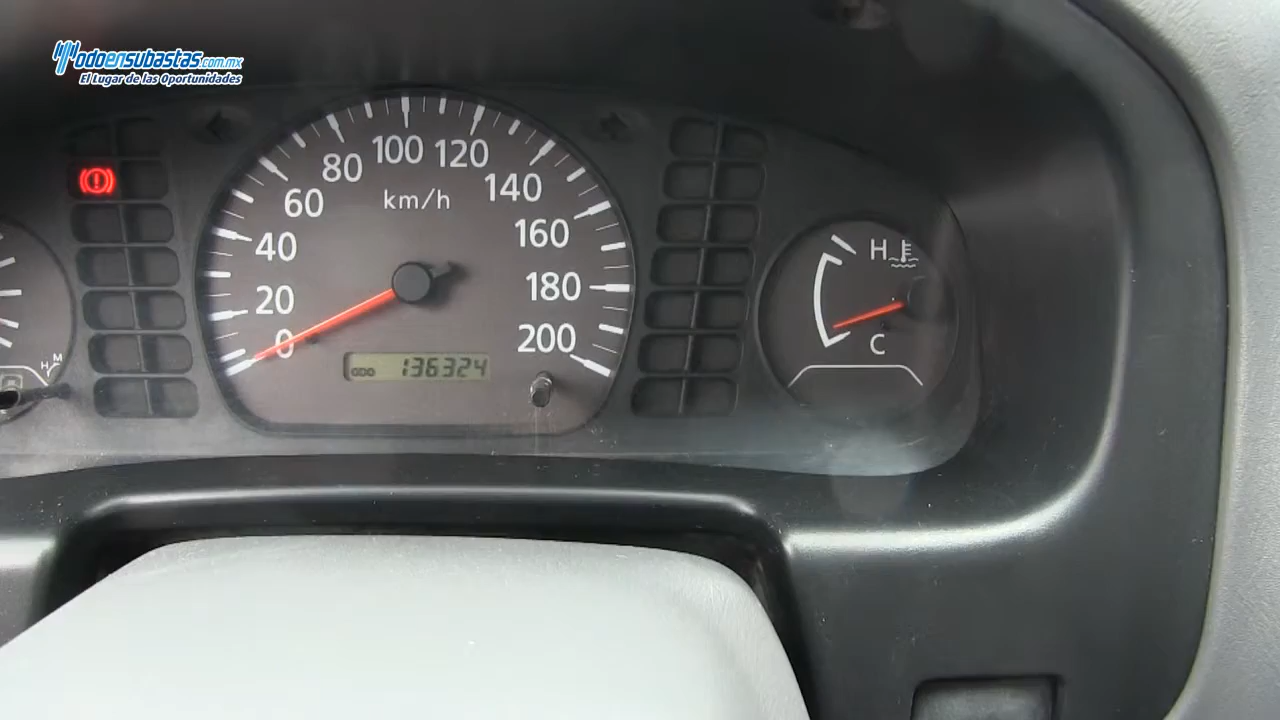 Todoensubastas.com.mx
El Lugar de las Oportunidades
100
80
120
60
km/h
140
40
160
20
180
0
200
ODO 136324
H
C
H M